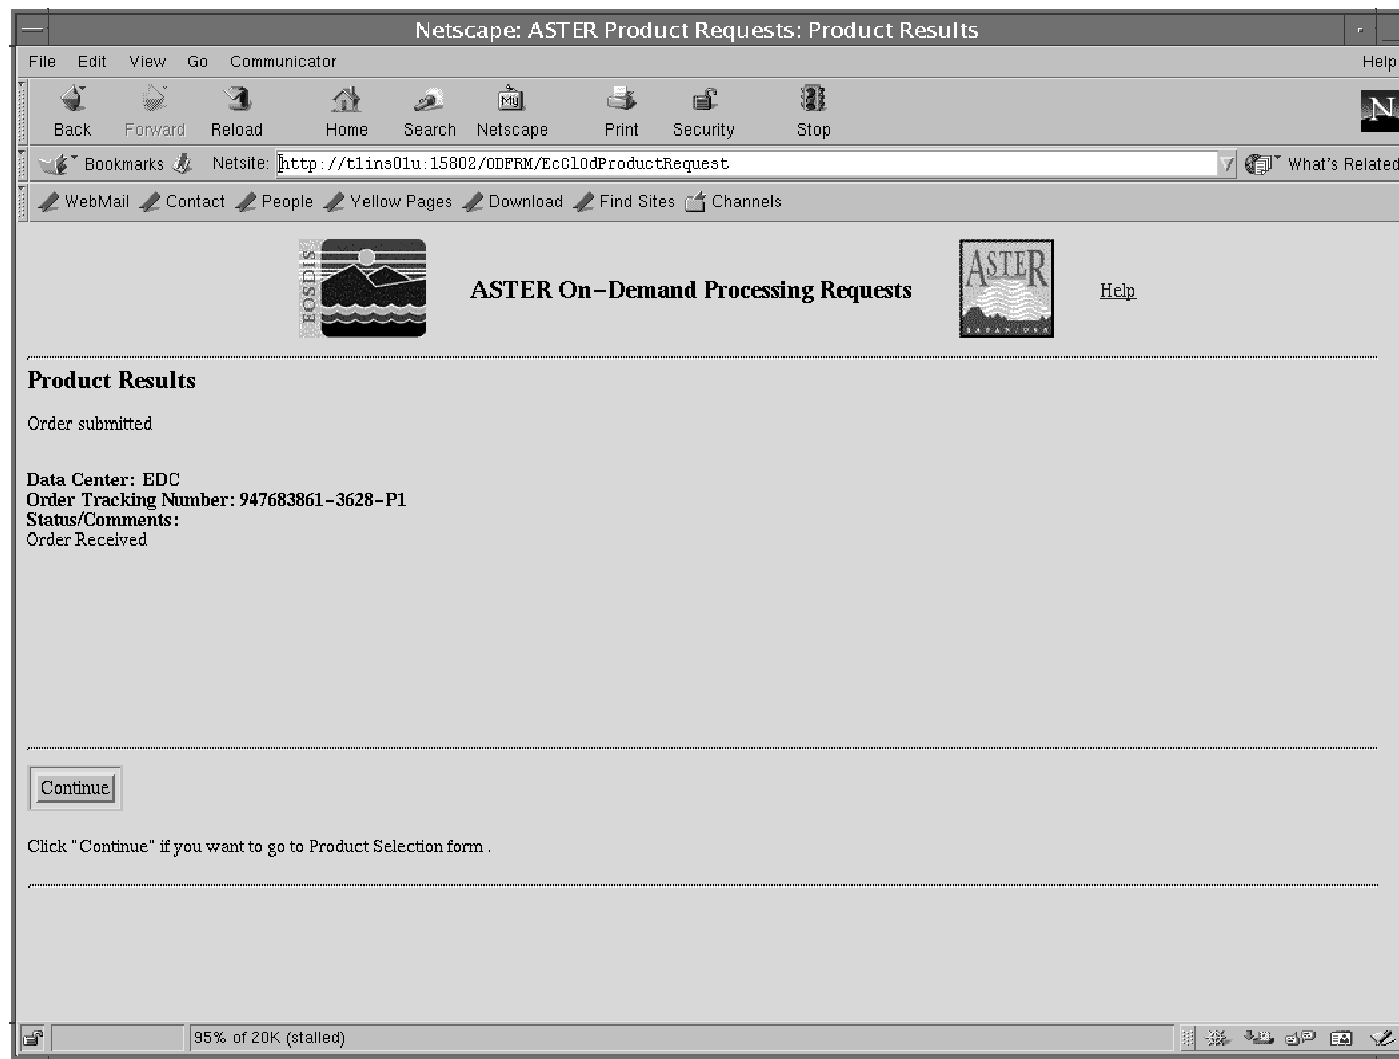 Netscape: ASTER Product Requests: Product Results
File Edit View Go Communicator Help
Back Forward Reload Home Search Netscape Print Security Stop
My
N
Bookmarks Netsite: http://tlins01u:15802/ODFRM/EcClOdProductRequest What's Related
WebMail Contact People Yellow Pages Download Find Sites Channels
EOSDIS
ASTER On-Demand Processing Requests
ASTER
Help
Product Results
Order submitted
Data Center: EDC
Order Tracking Number: 947683861-3628-P1
Status/Comments:
Order Received
Continue
Click "Continue" if you want to go to Product Selection form .
95% of 20K (stalled)